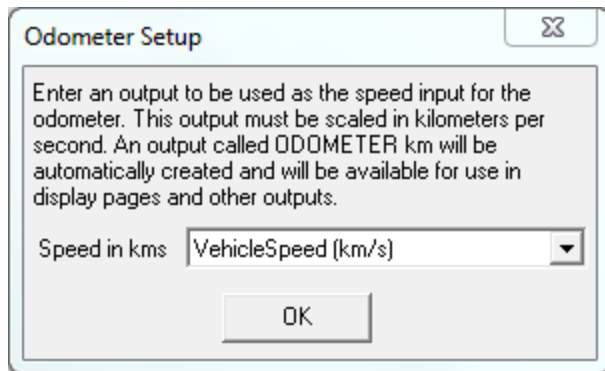 Odometer Setup
Enter an output to be used as the speed input for the
odometer. This output must be scaled in kilometers per
second. An output called ODOMETER km will be
automatically created and will be available for use in
display pages and other outputs.
Speed in kms VehicleSpeed (km/s)
OK